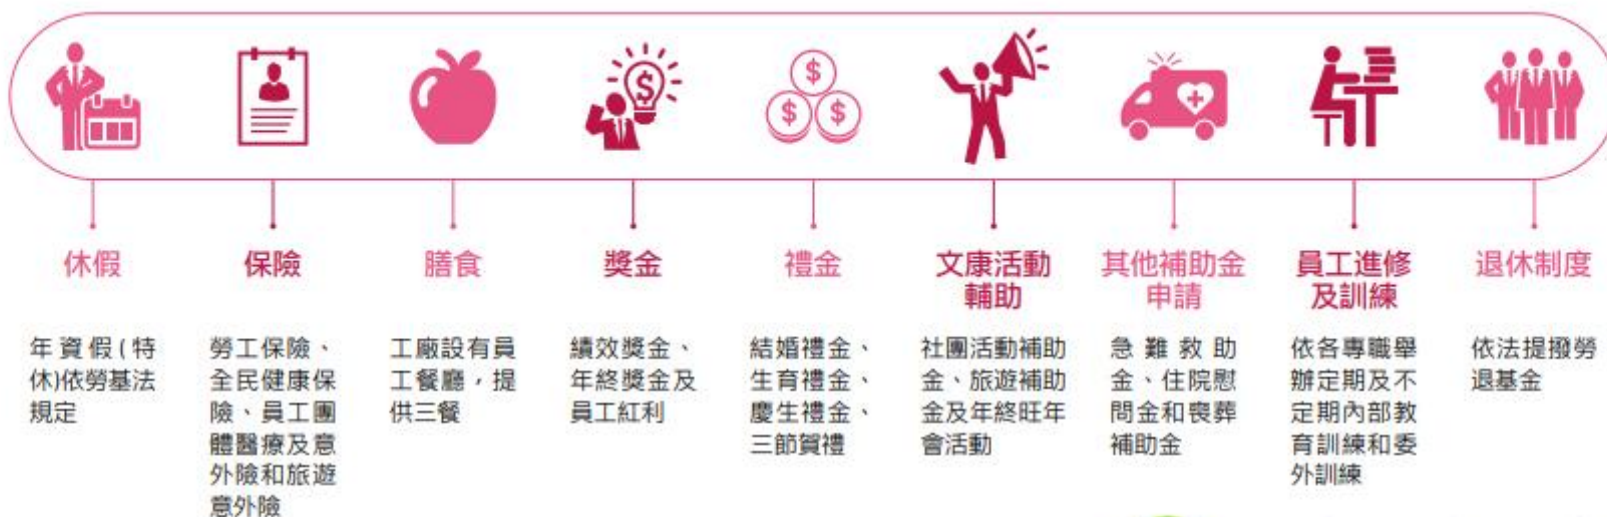 休假
年資假(特
休)依勞基法
規定
保險
勞工保險、
全民健康保
險、員工團
體醫療及意
外險和旅遊
意外險
膳食
工廠設有員
工餐廳，提
供三餐
獎金
績效獎金、
年終獎金及
員工紅利
禮金
結婚禮金、
生育禮金、
慶生禮金、
三節賀禮
文康活動
輔助
社團活動補助
金、旅遊補助
金及年終旺年
會活動
其他補助金
申請
急難救助
金、住院慰
問金和喪葬
補助金
員工進修
及訓練
依各專職舉
辦定期及不
定期內部教
育訓練和委
外訓練
退休制度
依法提撥勞
退基金